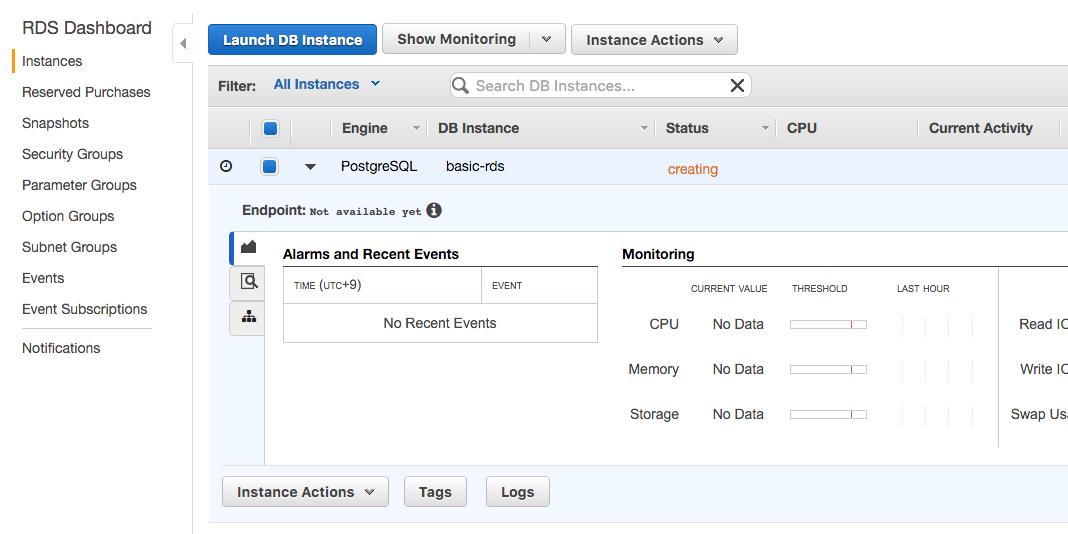 RDS Dashboard
Instances
Reserved Purchases
Snapshots
Security Groups
Parameter Groups
Option Groups
Subnet Groups
Events
Event Subscriptions
Notifications
Launch DB Instance
Show Monitoring
Instance Actions
Filter: All Instances
Search DB Instances...
Engine DB Instance Status CPU Current Activity
PostgreSQL basic-rds creating
Endpoint: Not available yet
Alarms and Recent Events
TIME (UTC+9) EVENT
No Recent Events
Monitoring
CURRENT VALUE THRESHOLD LAST HOUR
CPU No Data
Memory No Data
Storage No Data
Read IO
Write IO
Swap Usa
Instance Actions Tags Logs